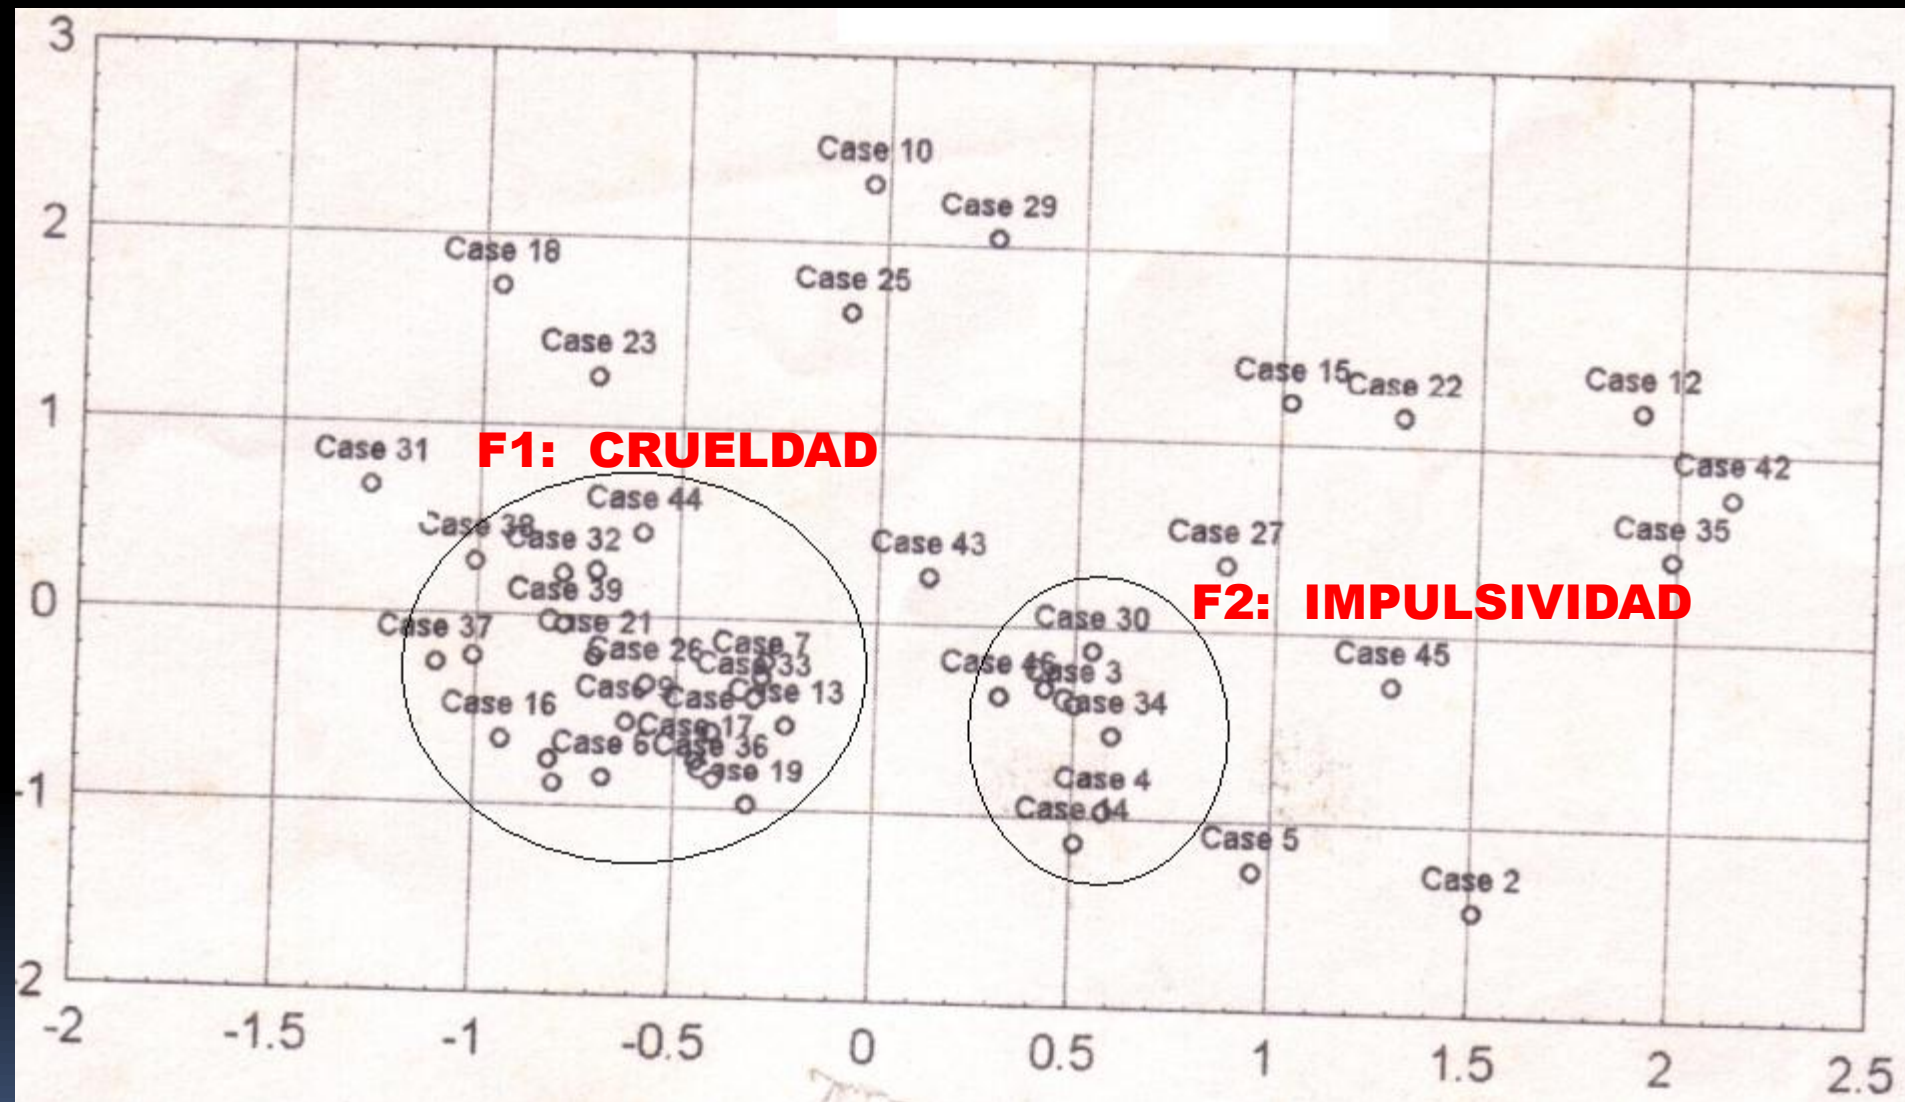 3
Case 10
Case 29
2
Case 18
Case 25
Case 23
Case 15
Case 22
Case 12
1
Case 31
F1: CRUELDAD
Case 42
Case 44
Case 38
Case 32
Case 43
Case 27
Case 35
Case 39
0
F2: IMPULSIVIDAD
Case 30
Case 37
Case 21
Case 26
Case 7
Case 33
Case 46
Case 3
Case 45
Case 9
Case
Case 13
Case 16
Case 34
Case 17
Case 6
Case 36
Case 19
-1
Case 4
Case 14
Case 5
Case 2
-2
-2
-1.5
-1
-0.5
0
0.5
1
1.5
2
2.5